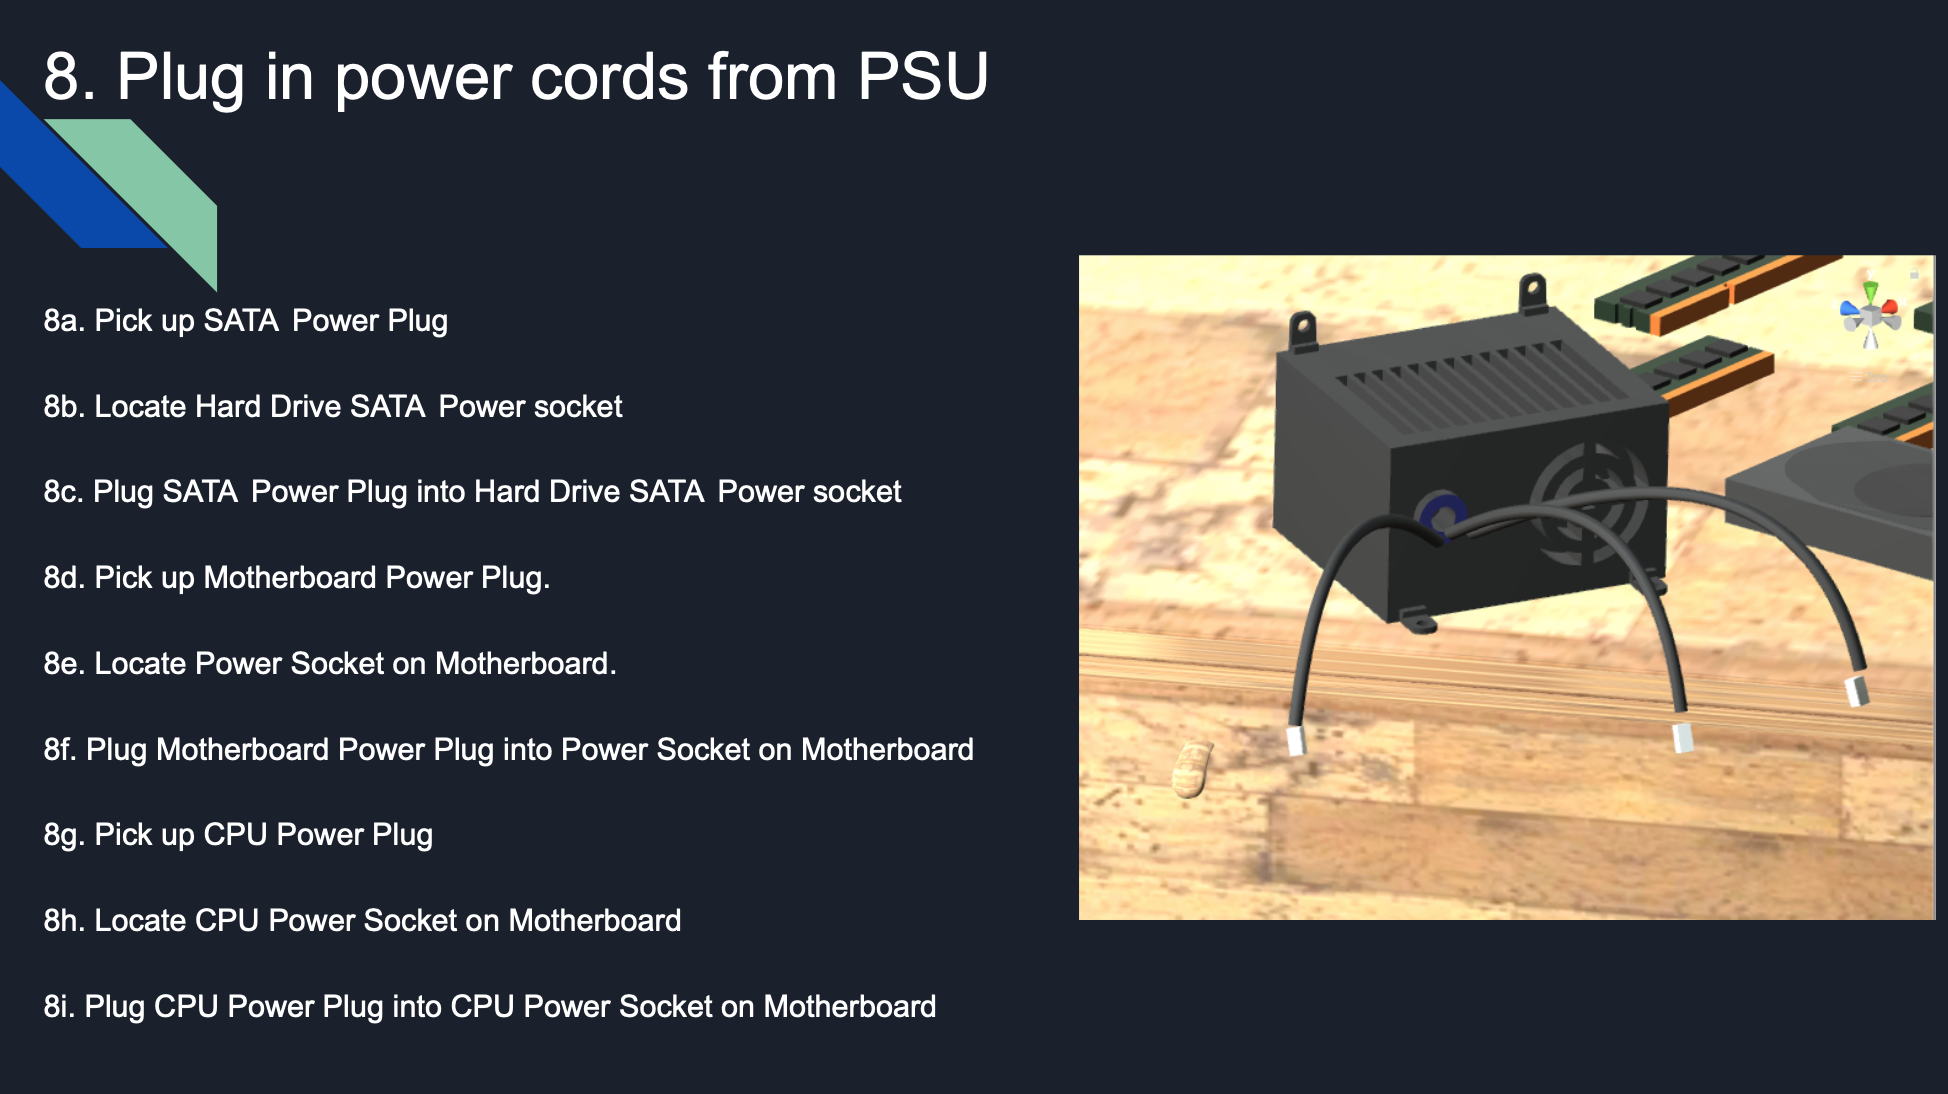 8. Plug in power cords from PSU
8a. Pick up SATA Power Plug
8b. Locate Hard Drive SATA Power socket
8c. Plug SATA Power Plug into Hard Drive SATA Power socket
8d. Pick up Motherboard Power Plug.
8e. Locate Power Socket on Motherboard.
8f. Plug Motherboard Power Plug into Power Socket on Motherboard
8g. Pick up CPU Power Plug
8h. Locate CPU Power Socket on Motherboard
8i. Plug CPU Power Plug into CPU Power Socket on Motherboard